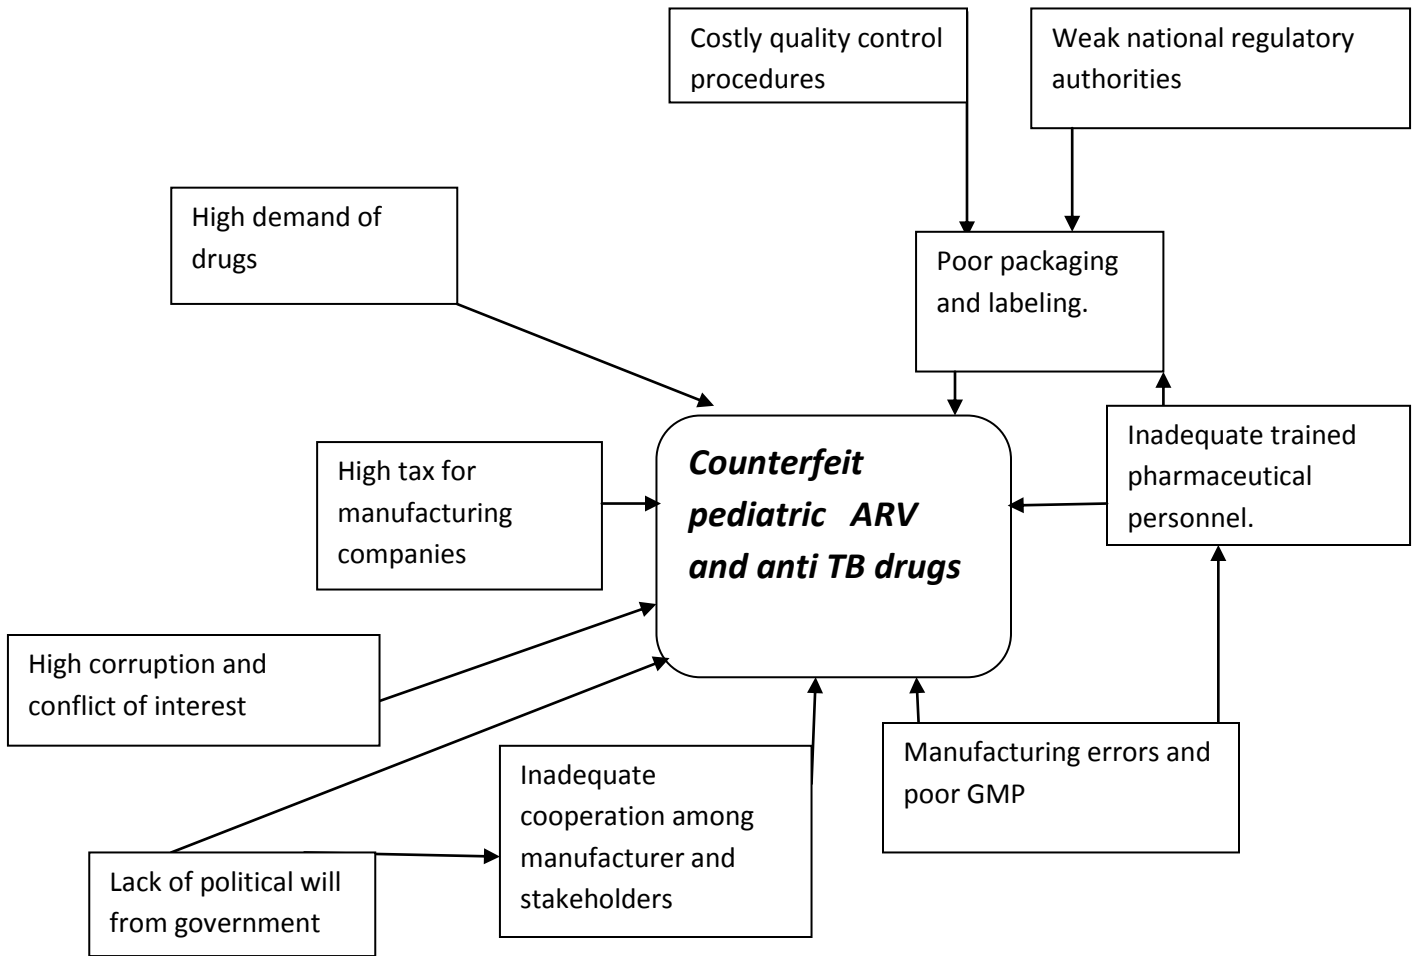 Costly quality control
procedures
Weak national regulatory
authorities
High demand of
drugs
Poor packaging
and labeling.
Counterfeit
pediatric ARV
and anti TB drugs
Inadequate trained
pharmaceutical
personnel.
High tax for
manufacturing
companies
High corruption and
conflict of interest
Manufacturing errors and
poor GMP
Inadequate
cooperation among
manufacturer and
stakeholders
Lack of political will
from government